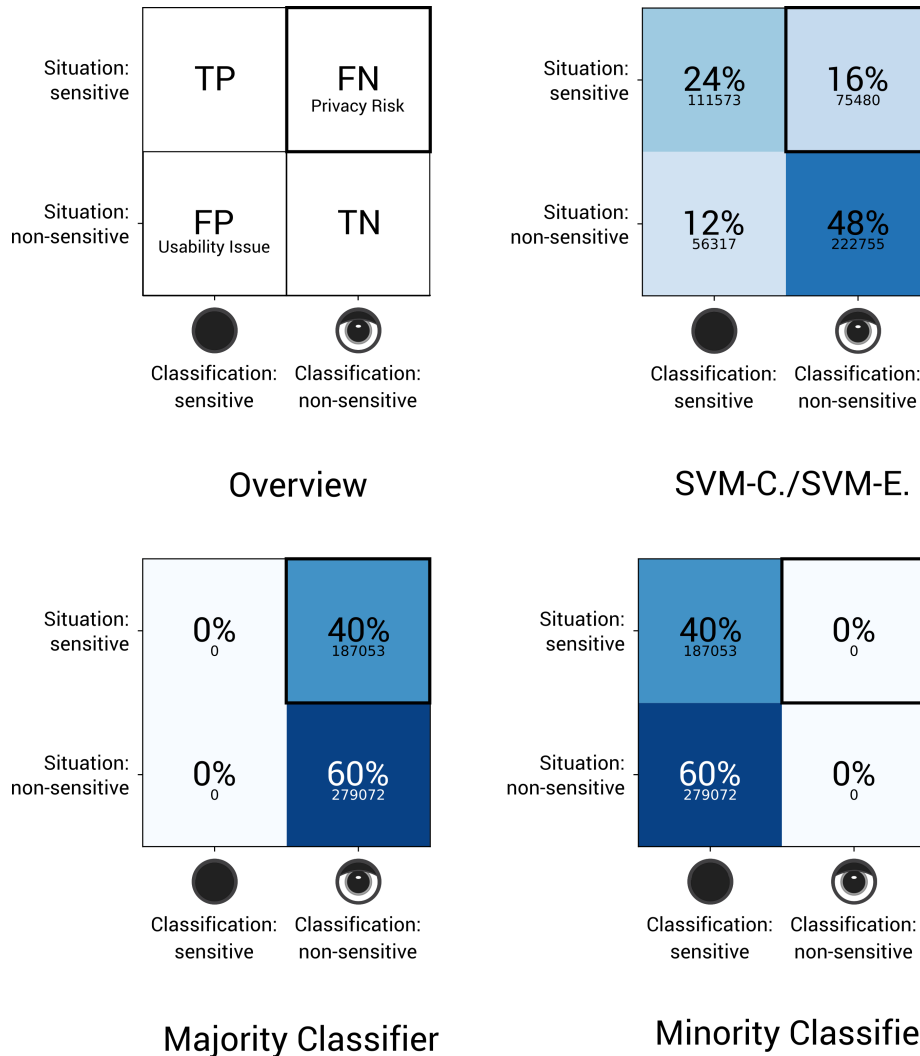 Situation:
sensitive
TP
FN
Privacy Risk
Situation:
non-sensitive
FP
Usability Issue
TN
Classification:
sensitive
Classification:
non-sensitive
Overview
Situation:
sensitive
24%
111573
16%
75480
Situation:
non-sensitive
12%
56317
48%
222755
Classification:
sensitive
Classification:
non-sensitive
SVM-C./SVM-E.
Situation:
sensitive
0%
0
40%
187053
Situation:
non-sensitive
0%
0
60%
279072
Classification:
sensitive
Classification:
non-sensitive
Majority Classifier
Situation:
sensitive
40%
187053
0%
0
Situation:
non-sensitive
60%
279072
0%
0
Classification:
sensitive
Classification:
non-sensitive
Minority Classifie